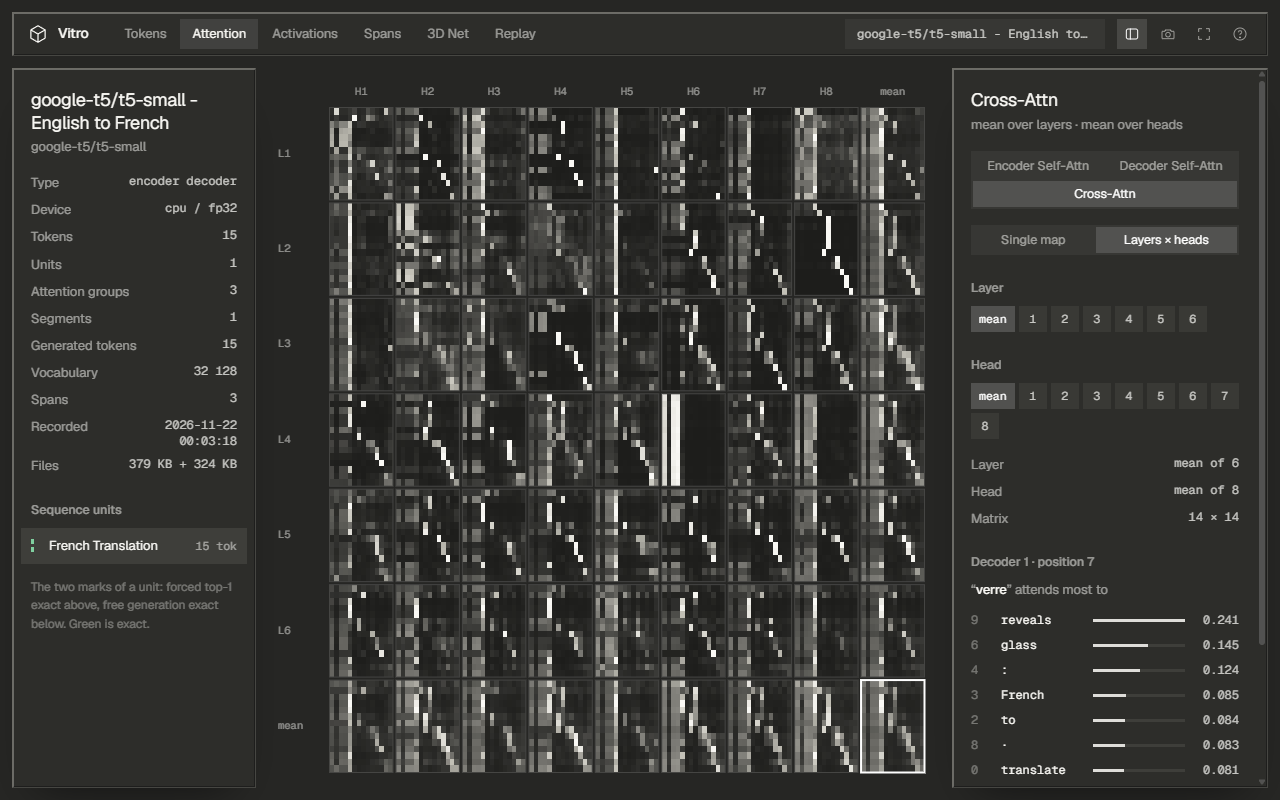 Vitro
Tokens
Attention
Activations
Spans
3D Net
Replay
google-t5/t5-small - English to…
google-t5/t5-small -
English to French
google-t5/t5-small
Type encoder decoder
Device cpu / fp32
Tokens 15
Units 1
Attention groups 3
Segments 1
Generated tokens 15
Vocabulary 32 128
Spans 3
Recorded 2026-11-22
00:03:18
Files 379 KB + 324 KB
Sequence units
French Translation 15 tok
The two marks of a unit: forced top-1
exact above, free generation exact
below. Green is exact.
H1 H2 H3 H4 H5 H6 H7 H8 mean
L1
L2
L3
L4
L5
L6
mean
Cross-Attn
mean over layers · mean over heads
Encoder Self-Attn Decoder Self-Attn
Cross-Attn
Single map Layers × heads
Layer
mean 1 2 3 4 5 6
Head
mean 1 2 3 4 5 6 7
8
Layer mean of 6
Head mean of 8
Matrix 14 × 14
Decoder 1 · position 7
“verre” attends most to
9 reveals 0.241
6 glass 0.145
4 : 0.124
3 French 0.085
2 to 0.084
8 · 0.083
0 translate 0.081